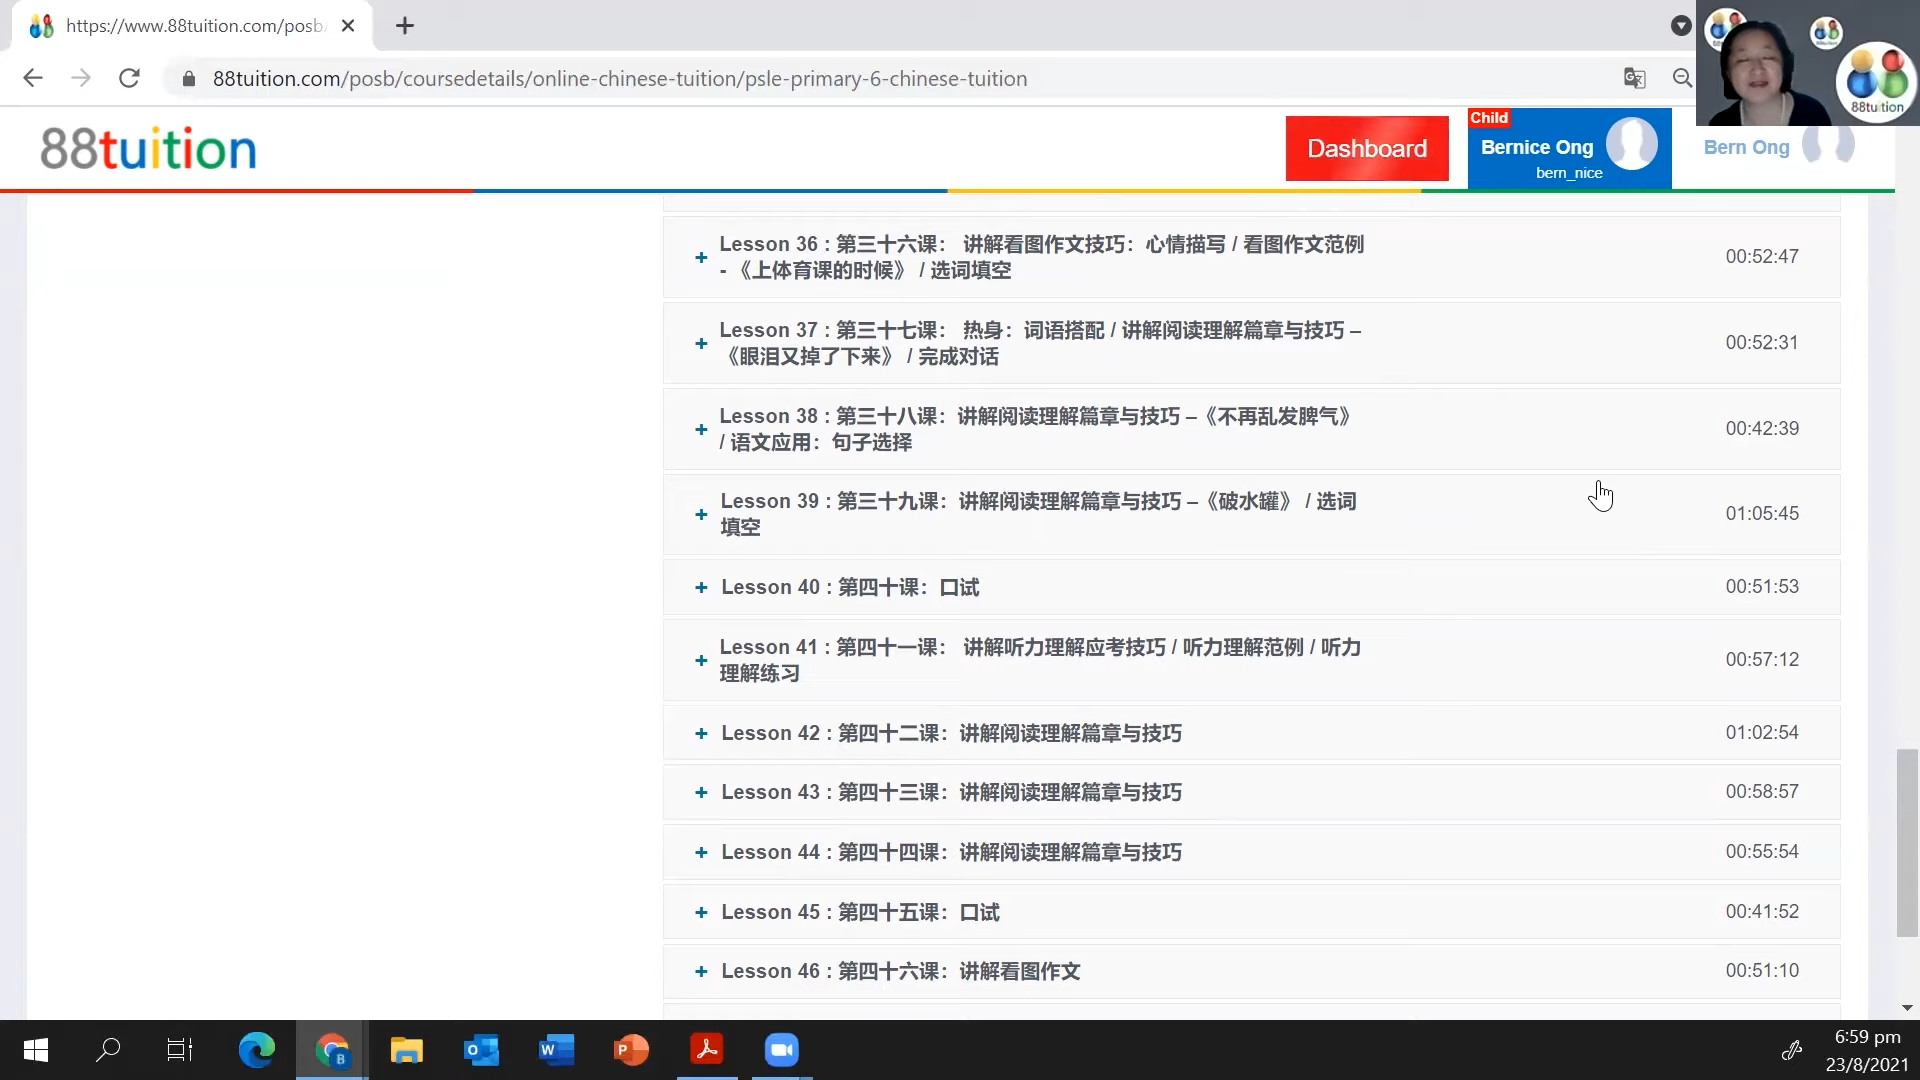 https://www.88tuition.com/posb/
88tuition.com/posb/coursedetails/online-chinese-tuition/psle-primary-6-chinese-tuition
88tuition
88tuition
Dashboard
Child
Bernice Ong
bern_nice
Bern Ong
Lesson 36 : 第三十六课： 讲解看图作文技巧：心情描写 / 看图作文范例
- 《上体育课的时候》 / 选词填空
00:52:47
Lesson 37 : 第三十七课： 热身：词语搭配 / 讲解阅读理解篇章与技巧 –
《眼泪又掉了下来》 / 完成对话
00:52:31
Lesson 38 : 第三十八课：讲解阅读理解篇章与技巧 –《不再乱发脾气》
/ 语文应用：句子选择
00:42:39
Lesson 39 : 第三十九课：讲解阅读理解篇章与技巧 –《破水罐》 / 选词
填空
01:05:45
Lesson 40 : 第四十课：口试
00:51:53
Lesson 41 : 第四十一课： 讲解听力理解应考技巧 / 听力理解范例 / 听力
理解练习
00:57:12
Lesson 42 : 第四十二课：讲解阅读理解篇章与技巧
01:02:54
Lesson 43 : 第四十三课：讲解阅读理解篇章与技巧
00:58:57
Lesson 44 : 第四十四课：讲解阅读理解篇章与技巧
00:55:54
Lesson 45 : 第四十五课：口试
00:41:52
Lesson 46 : 第四十六课：讲解看图作文
00:51:10
6:59 pm
23/8/2021